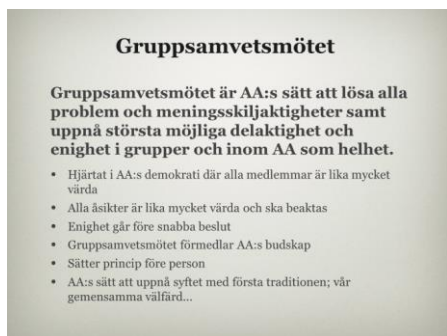 Gruppsamvetsmötet
Gruppsamvetsmötet är AA:s sätt att lösa alla
problem och meningsskiljaktigheter samt
uppnå största möjliga delaktighet och
enighet i grupper och inom AA som helhet.
• Hjärtat i AA:s demokrati där alla medlemmar är lika mycket
värda
• Alla åsikter är lika mycket värda och ska beaktas
• Enighet går före snabba beslut
• Gruppsamvetsmötet förmedlar AA:s budskap
• Sätter princip före person
• AA:s sätt att uppnå syftet med första traditionen; vår
gemensamma välfärd...